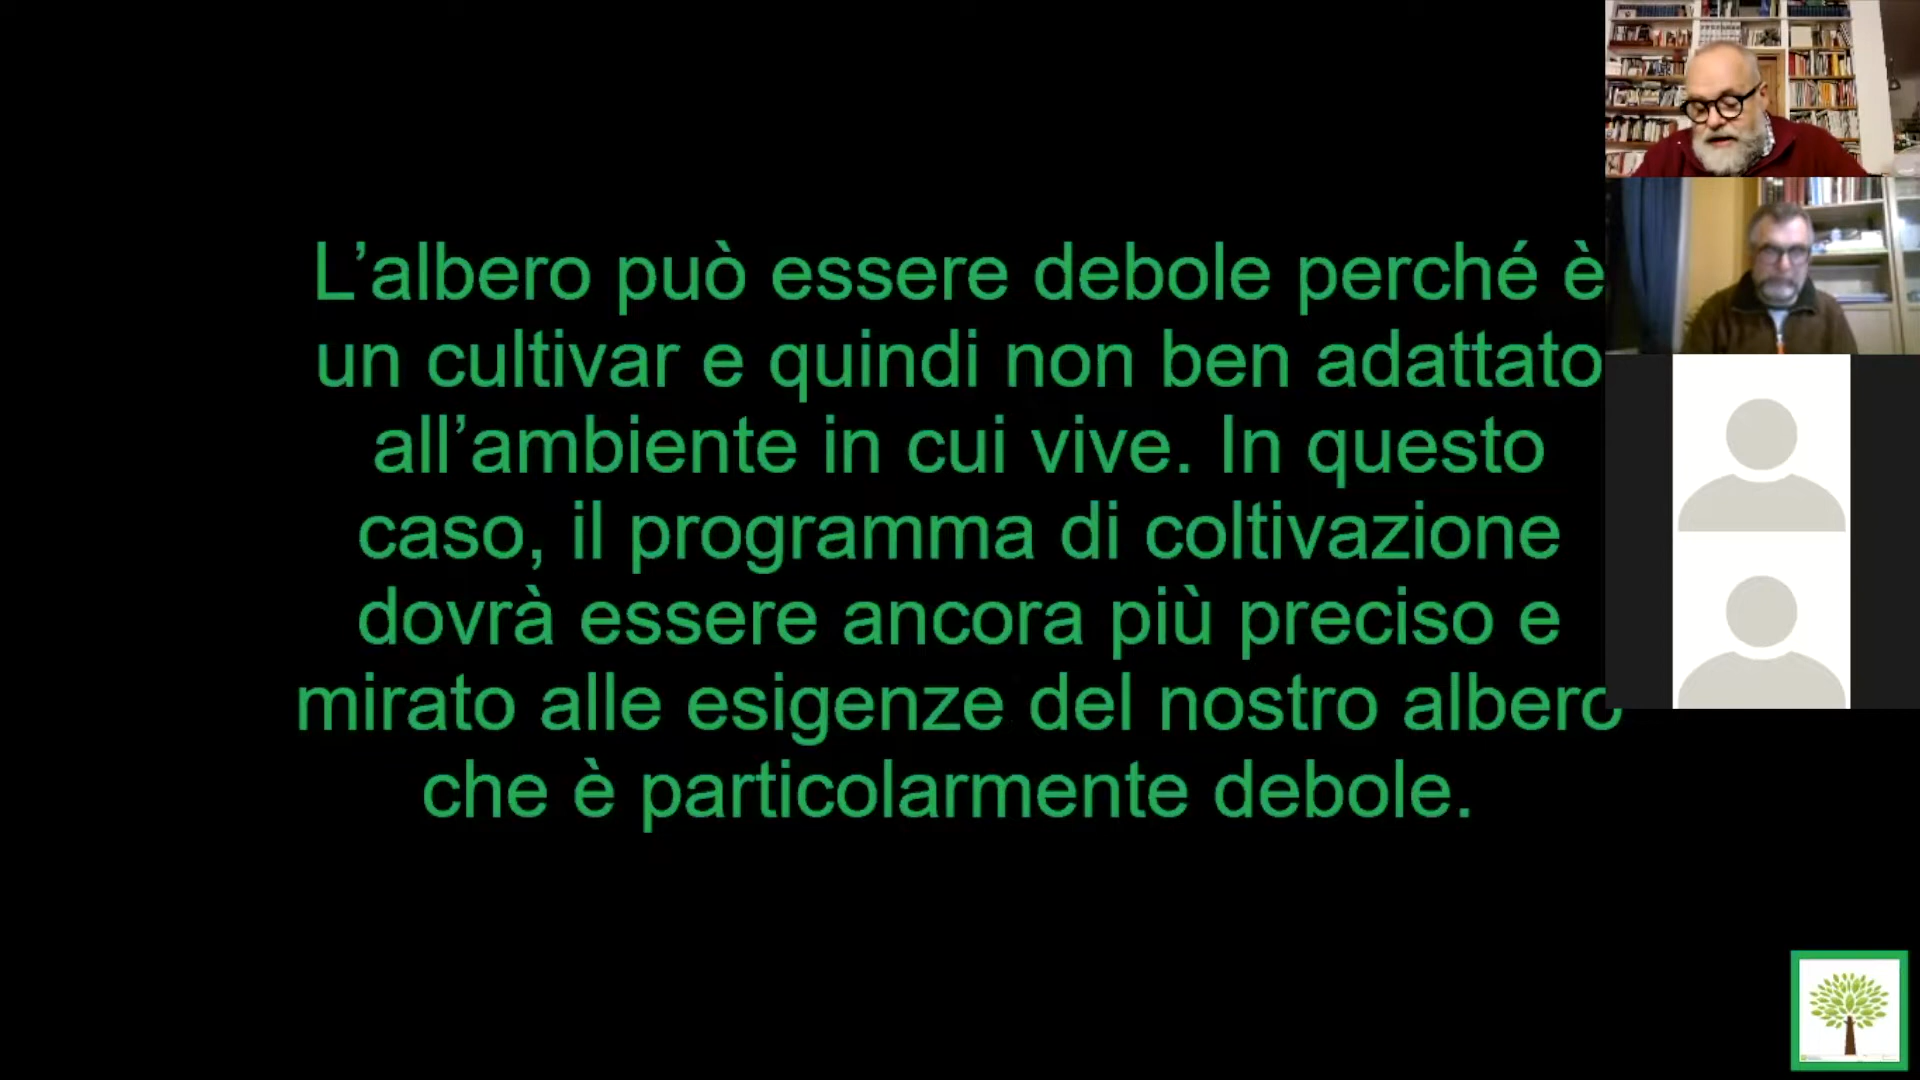 L’albero può essere debole perché è
un cultivar e quindi non ben adattato
all’ambiente in cui vive. In questo
caso, il programma di coltivazione
dovrà essere ancora più preciso e
mirato alle esigenze del nostro albero
che è particolarmente debole.